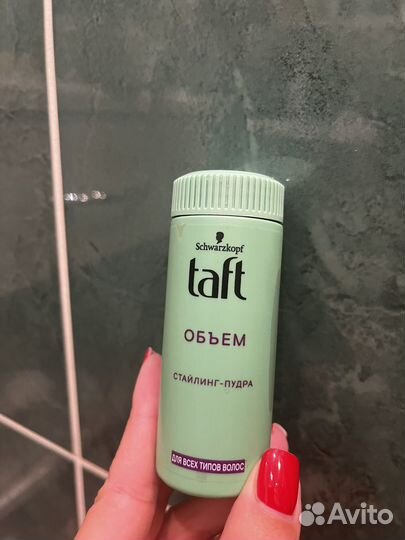 Schwarzkopf
taft
ОБЪЕМ
СТАЙЛИНГ-ПУДРА
ДЛЯ ВСЕХ ТИПОВ ВОЛОС
Avito